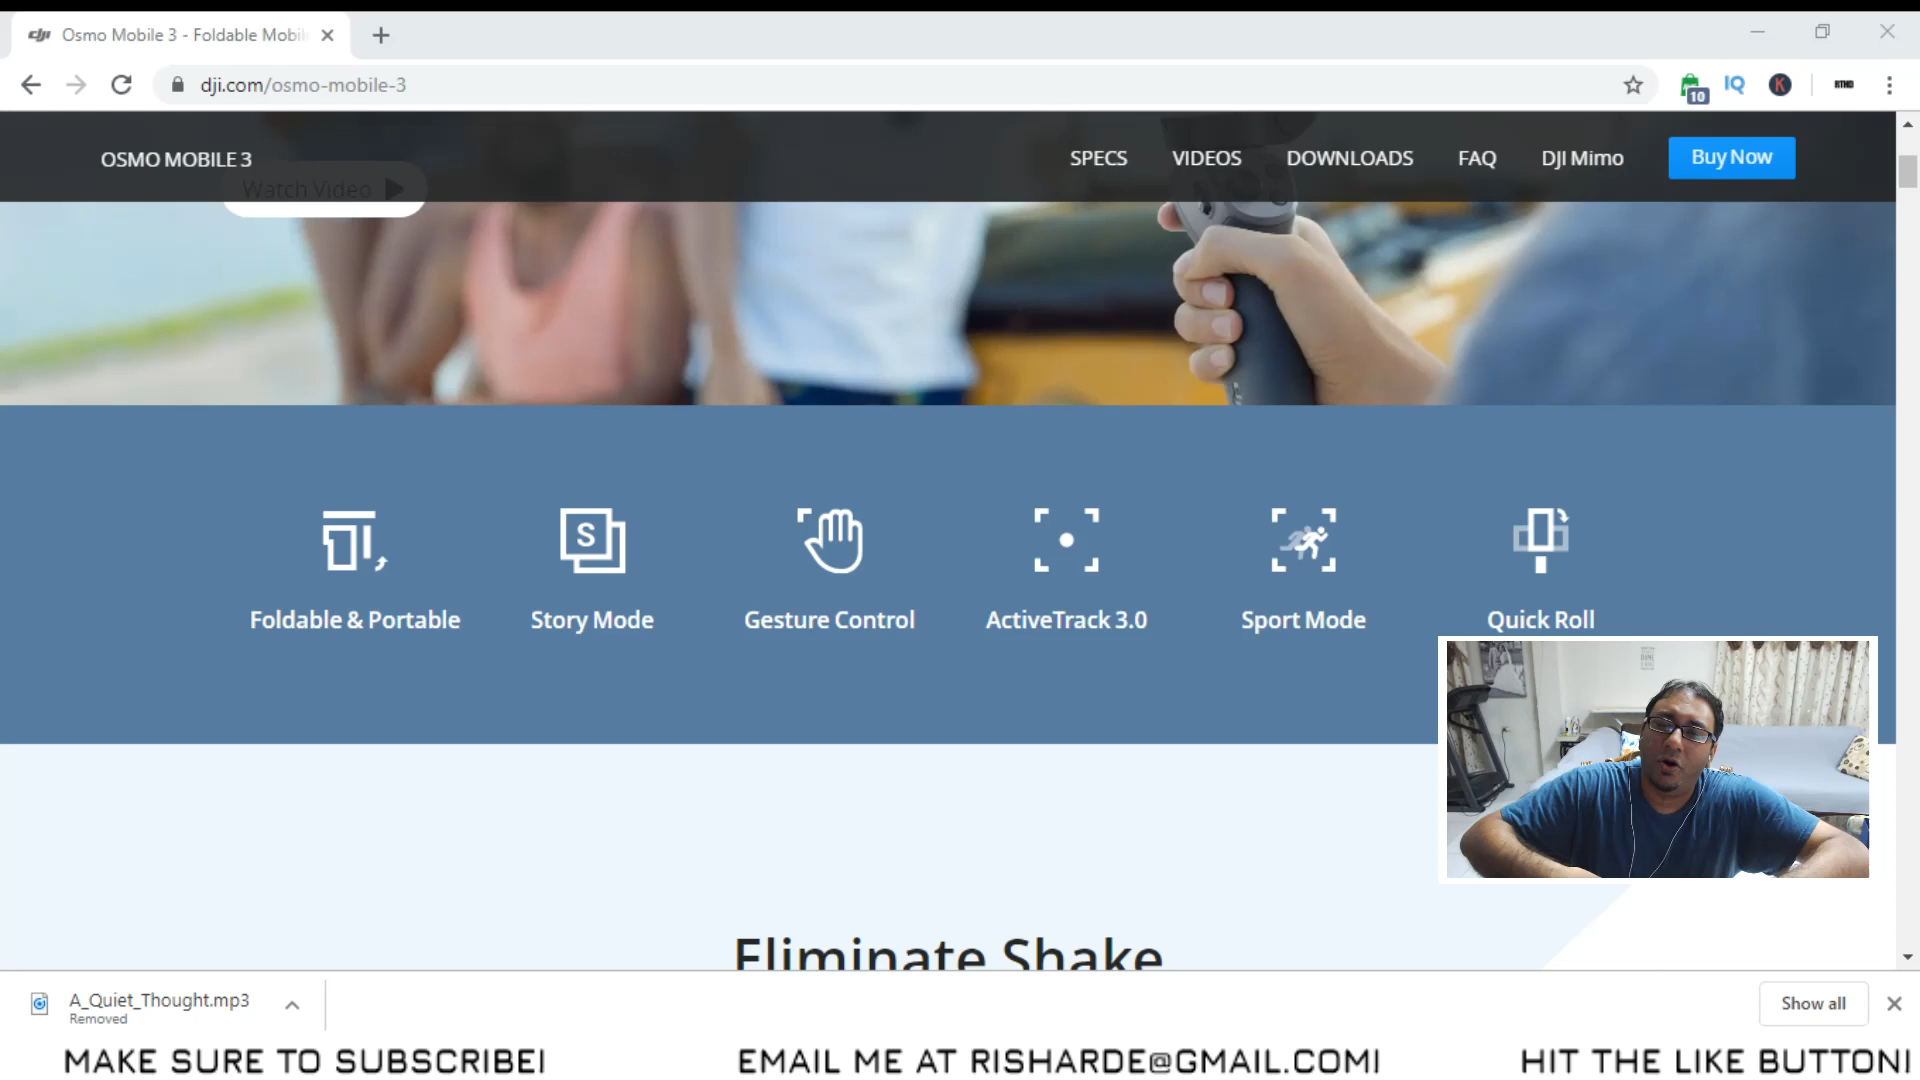 Osmo Mobile 3 - Foldable Mobil
dji.com/osmo-mobile-3
10
IQ
K
RTMD
OSMO MOBILE 3
SPECS
VIDEOS
DOWNLOADS
FAQ
DJI Mimo
Buy Now
Watch Video
S
Foldable & Portable
Story Mode
Gesture Control
ActiveTrack 3.0
Sport Mode
Quick Roll
Eliminate Shake
A_Quiet_Thought.mp3
Removed
Show all
MAKE SURE TO SUBSCRIBE!
EMAIL ME AT RISHARDE@GMAIL.COM!
HIT THE LIKE BUTTON!